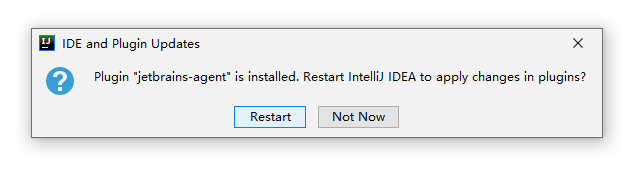 IJ
IDE and Plugin Updates
?
Plugin "jetbrains-agent" is installed. Restart IntelliJ IDEA to apply changes in plugins?
Restart
Not Now